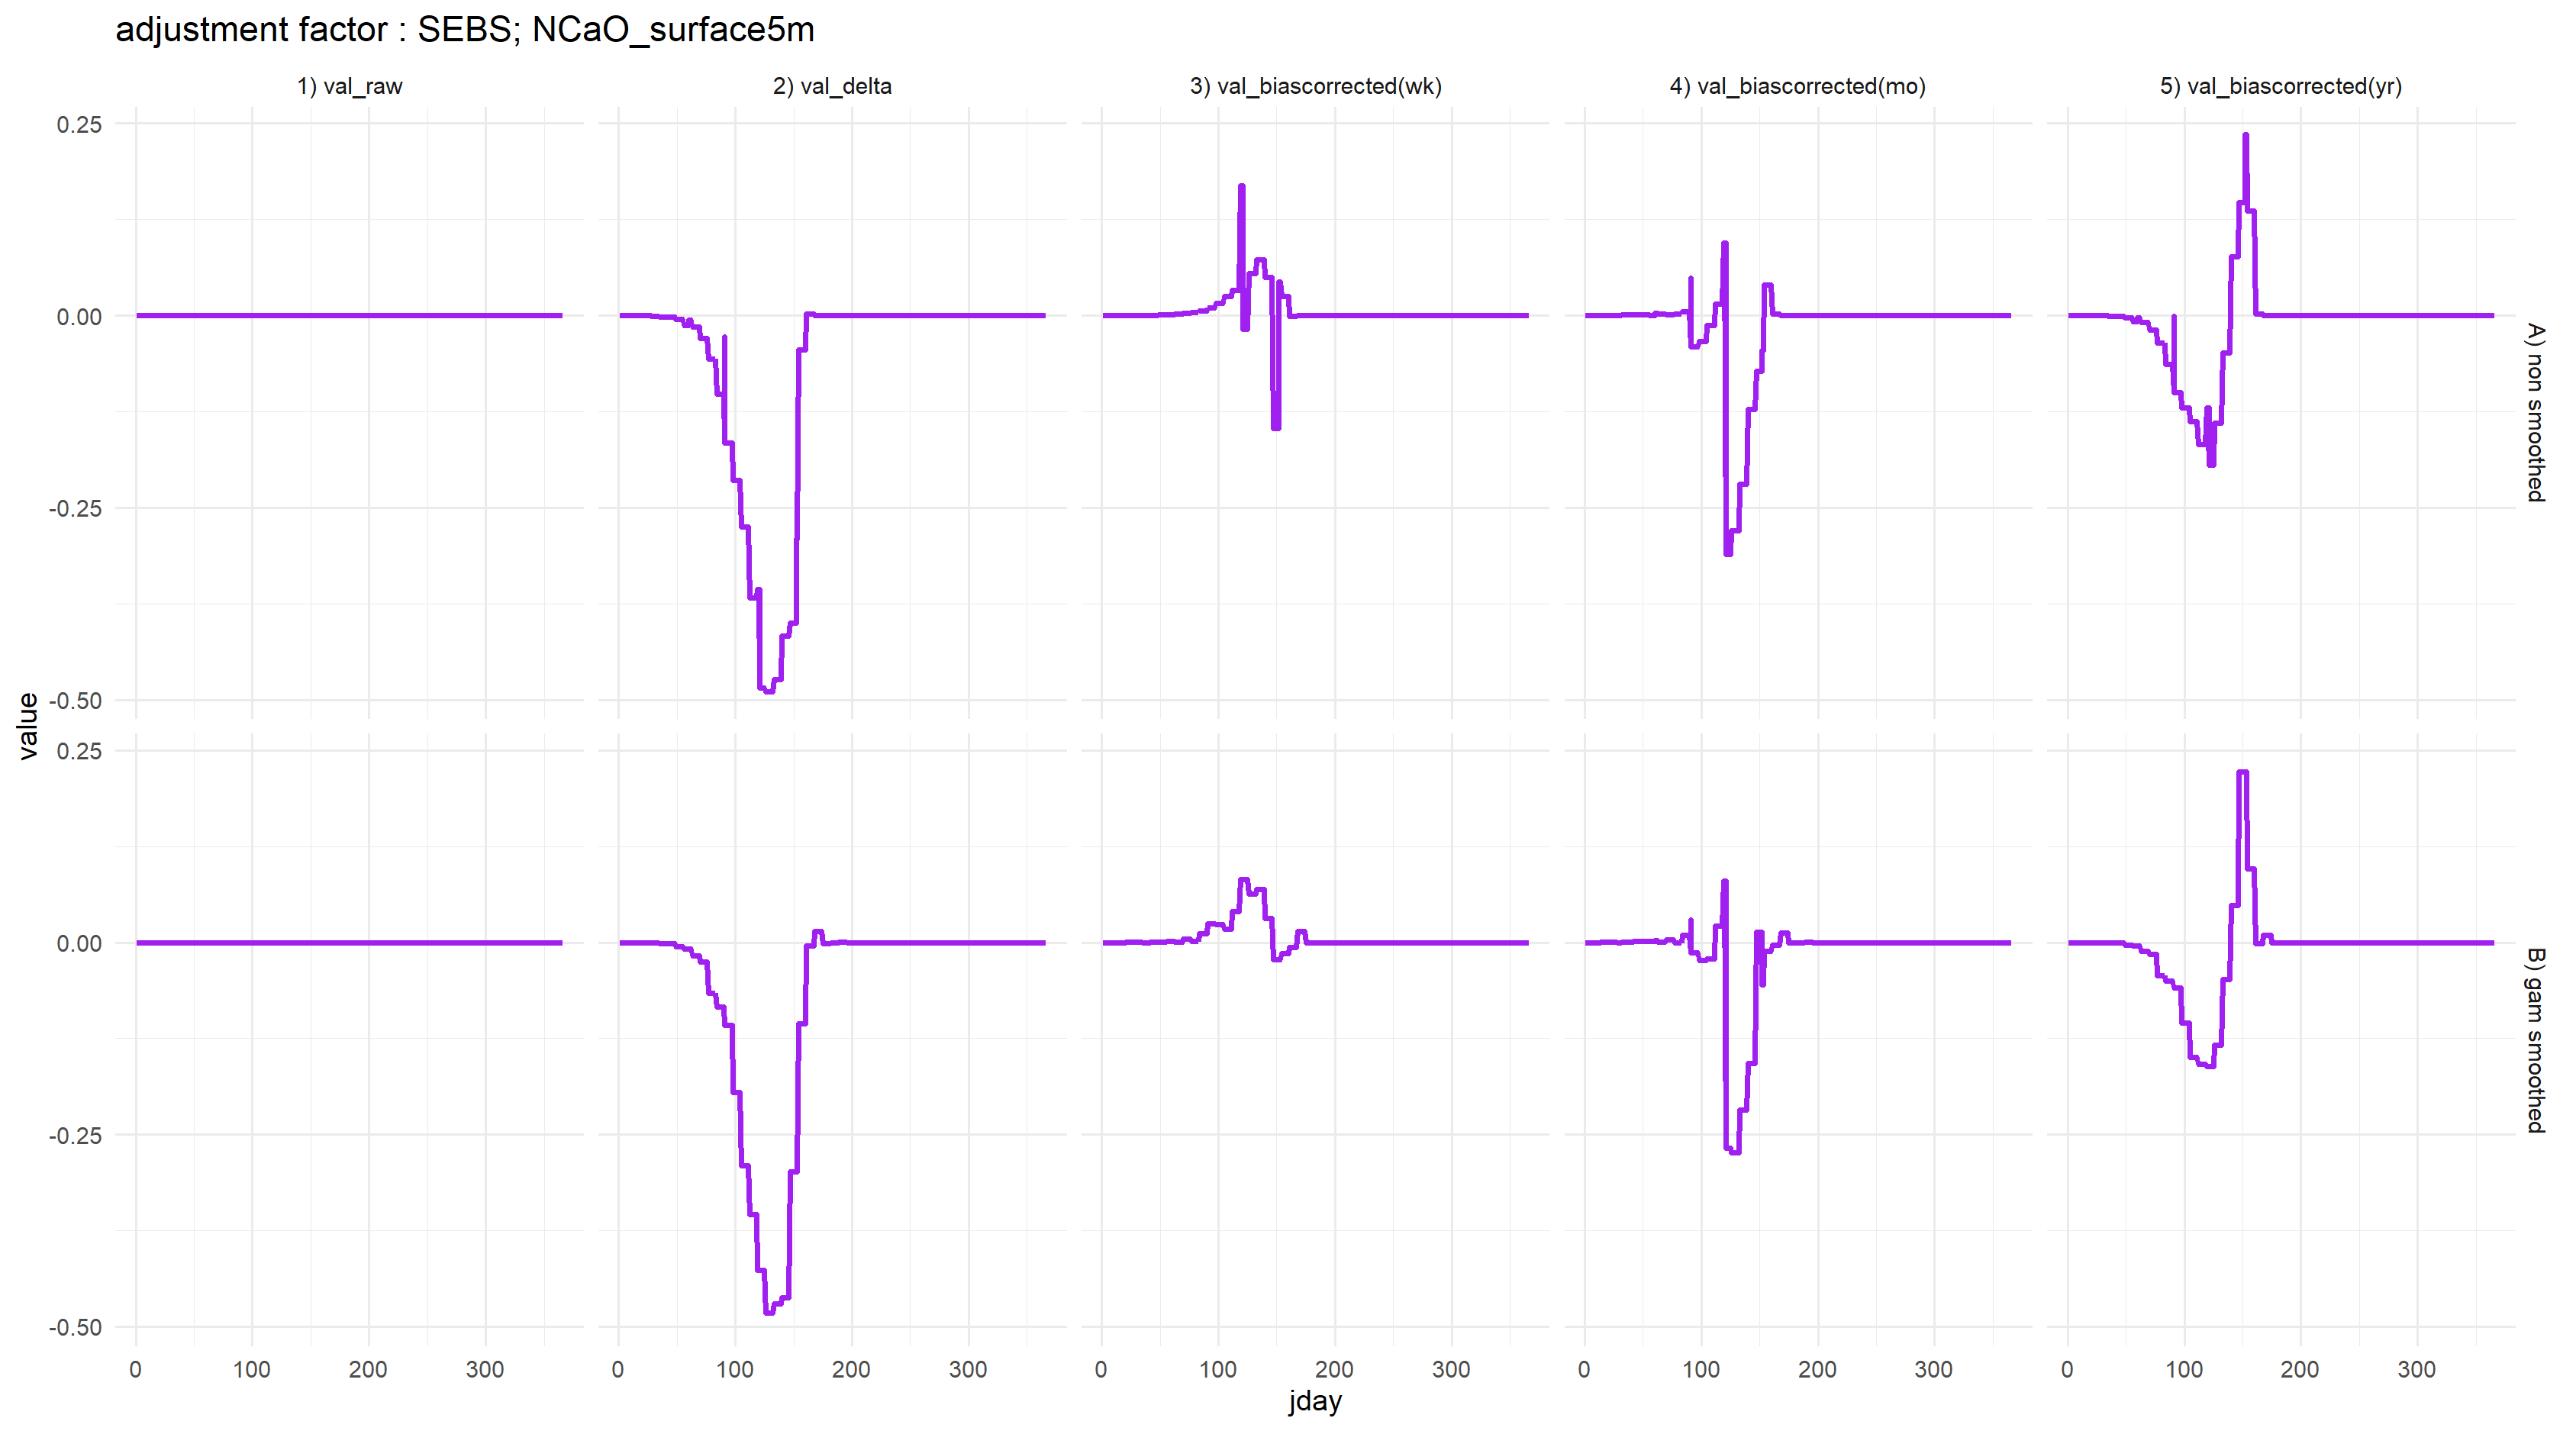 adjustment factor : SEBS; NCaO_surface5m
1) val_raw
2) val_delta
3) val_biascorrected(wk)
4) val_biascorrected(mo)
5) val_biascorrected(yr)
0.25
0.00
-0.25
-0.50
A) non smoothed
value
0.25
0.00
-0.25
-0.50
B) gam smoothed
0 100 200 300 0 100 200 300 0 100 200 300 0 100 200 300 0 100 200 300
jday